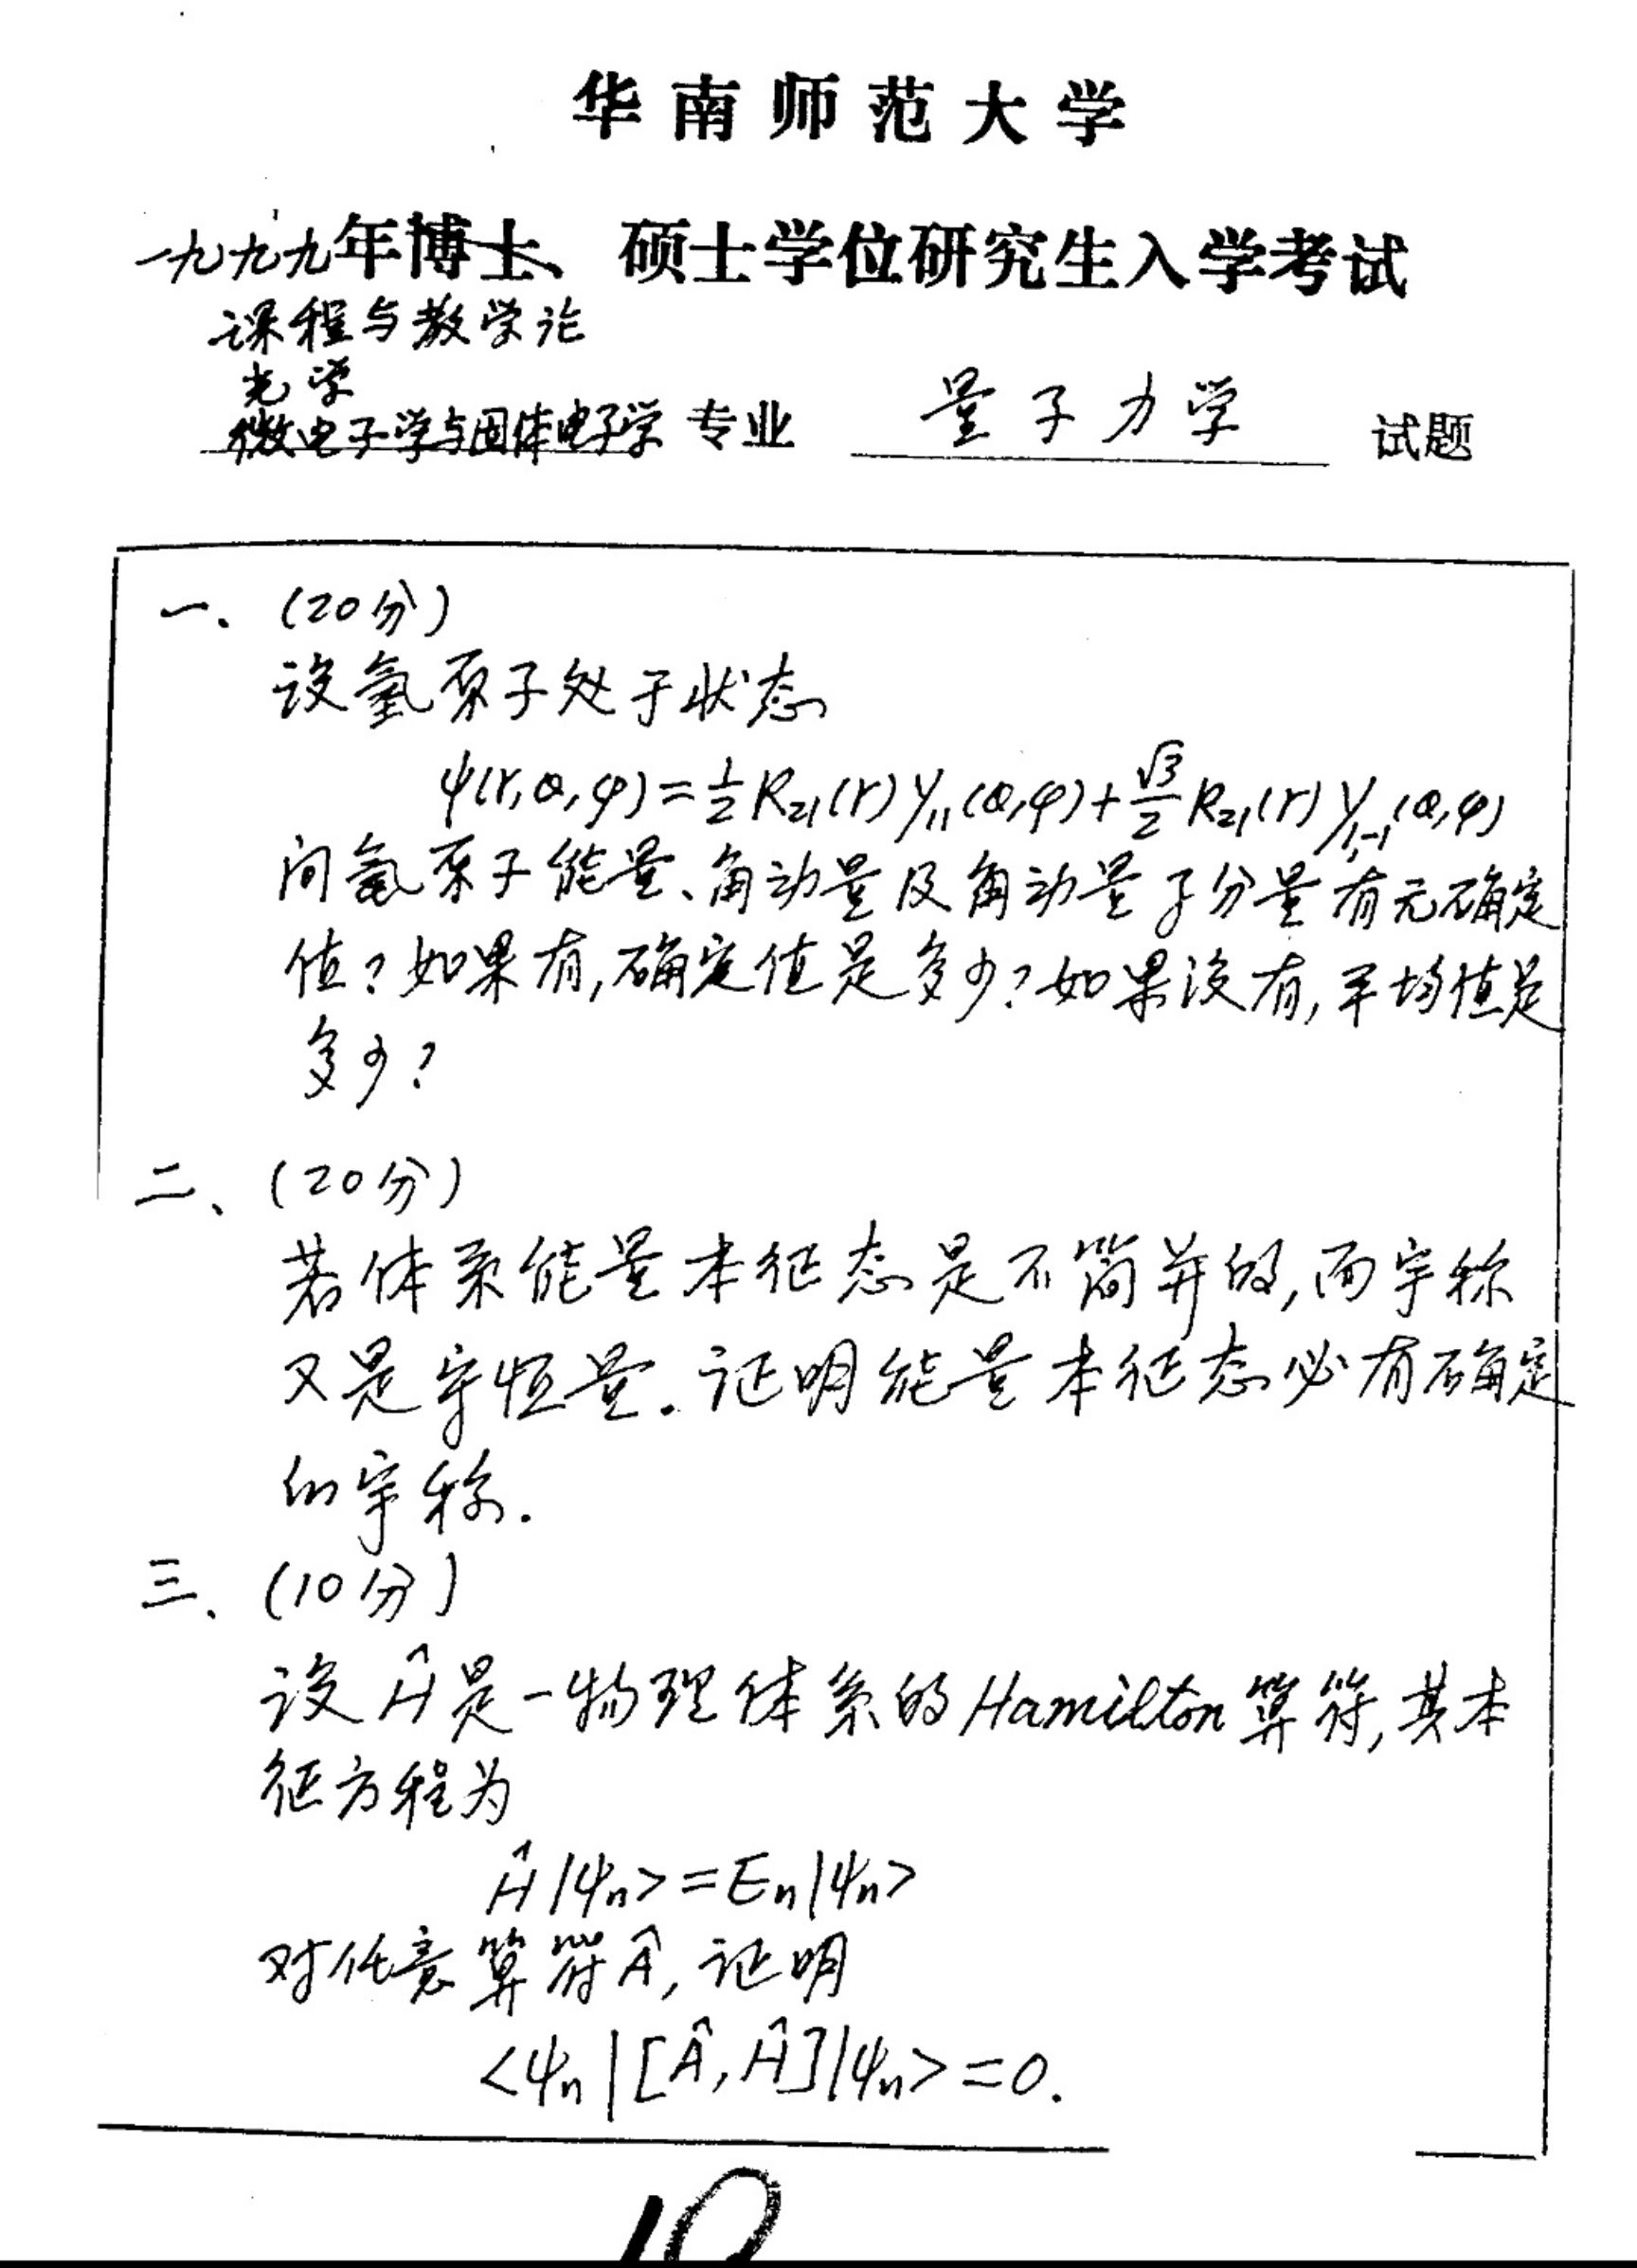 华南师范大学
一九九九年博士、硕士学位研究生入学考试
课程与教学论
光学
微电子学与固体电子学 专业 量子力学 试题
一、(20分)
设氢原子处于状态
ψ(r,θ,φ)=1/2 R₂₁(r)Y₁₁(θ,φ)+√3/2 R₂₁(r)Y₁,₋₁(θ,φ)
问氢原子能量、角动量及角动量z分量有无确定
值?如果有,确定值是多少?如果没有,平均值是
多少?
二、(20分)
若体系能量本征态是不简并的,而宇称
又是守恒量.证明能量本征态必有确定
的宇称.
三、(10分)
设Ĥ是一物理体系的Hamilton算符,其本
征方程为
Ĥ|ψₙ>=Eₙ|ψₙ>
对任意算符Â,证明
<ψₙ|[Â,Ĥ]|ψₙ>=0.
10